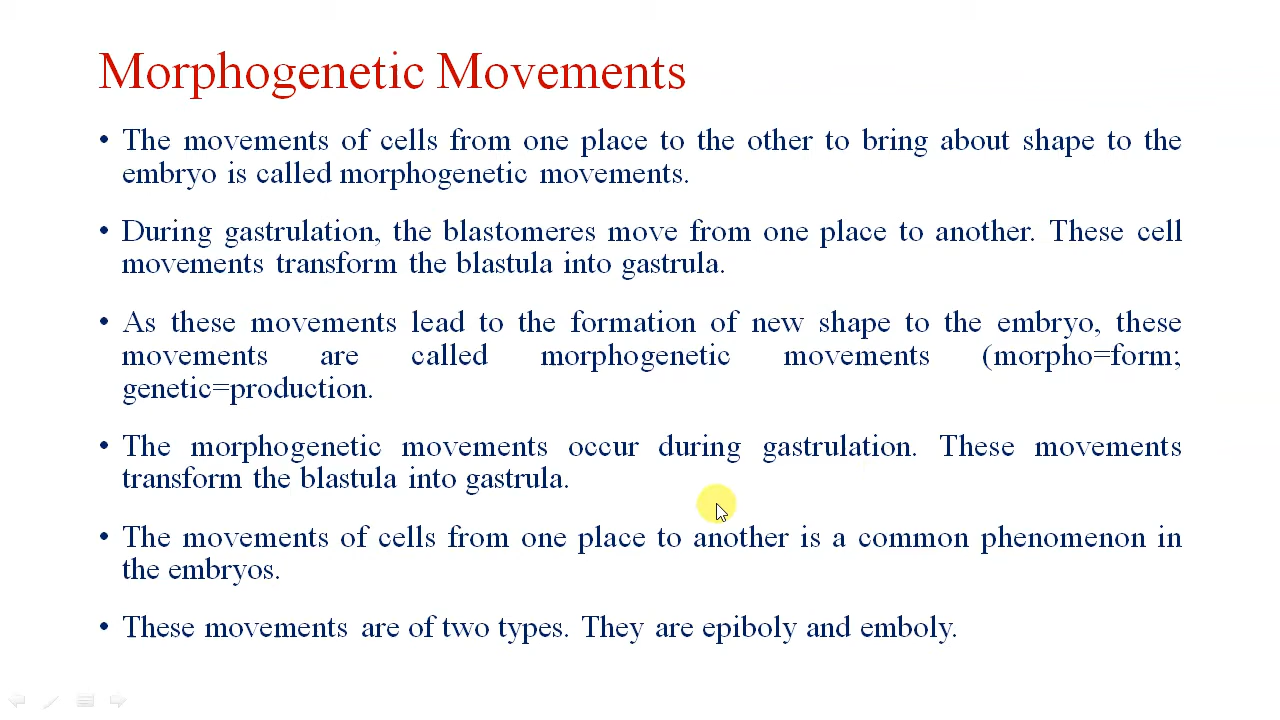 Morphogenetic Movements
• The movements of cells from one place to the other to bring about shape to the
embryo is called morphogenetic movements.
• During gastrulation, the blastomeres move from one place to another. These cell
movements transform the blastula into gastrula.
• As these movements lead to the formation of new shape to the embryo, these
movements are called morphogenetic movements (morpho=form;
genetic=production.
• The morphogenetic movements occur during gastrulation. These movements
transform the blastula into gastrula.
• The movements of cells from one place to another is a common phenomenon in
the embryos.
• These movements are of two types. They are epiboly and emboly.